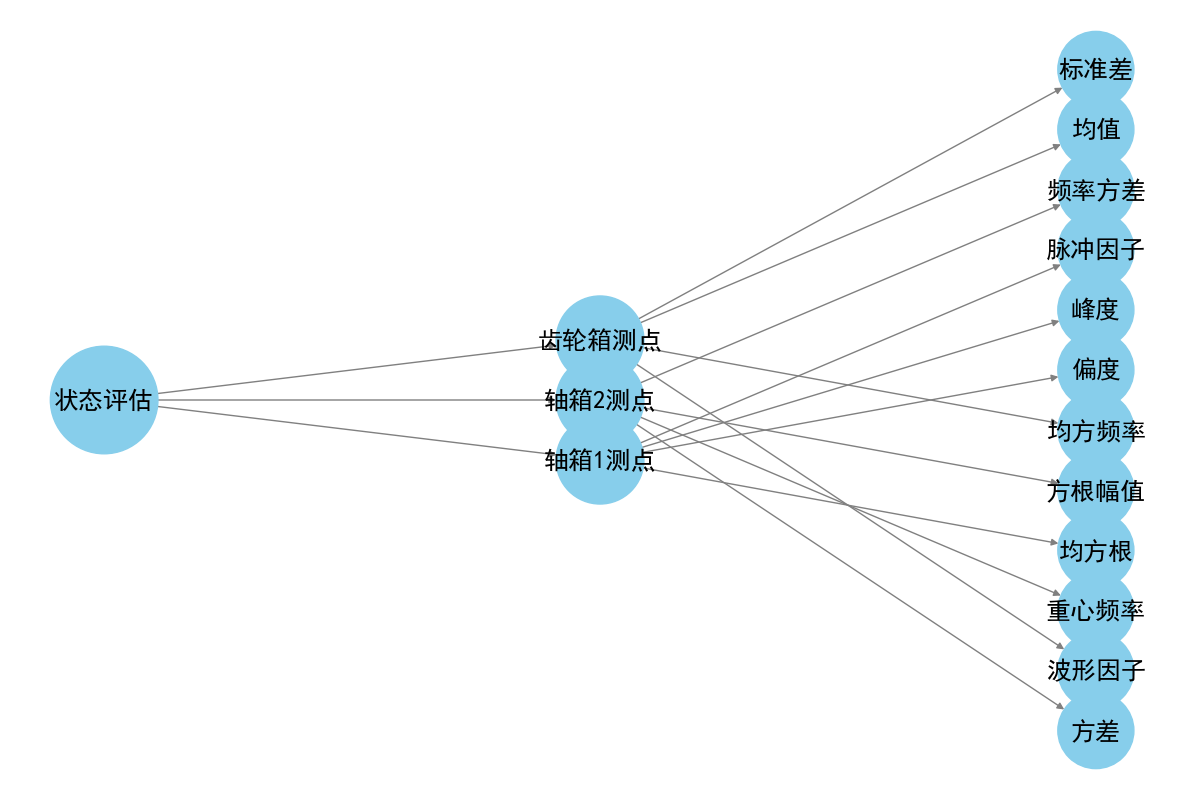 状态评估
齿轮箱测点
轴箱2测点
轴箱1测点
标准差
均值
频率方差
脉冲因子
峰度
偏度
均方频率
方根幅值
均方根
重心频率
波形因子
方差